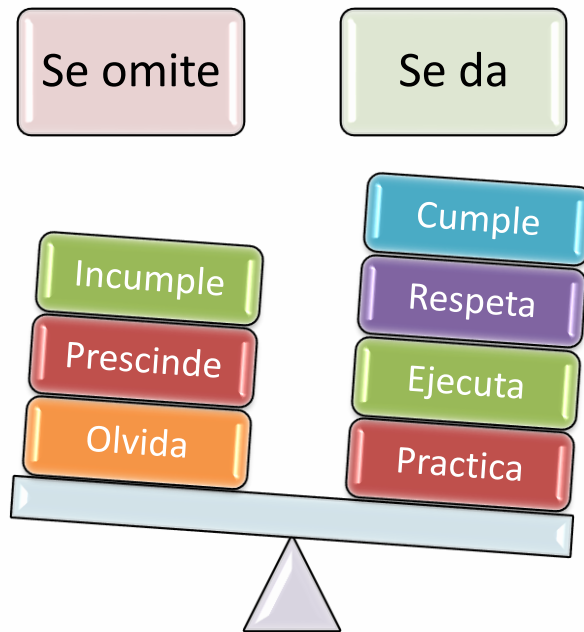 Se omite
Se da
Incumple
Prescinde
Olvida
Cumple
Respeta
Ejecuta
Practica